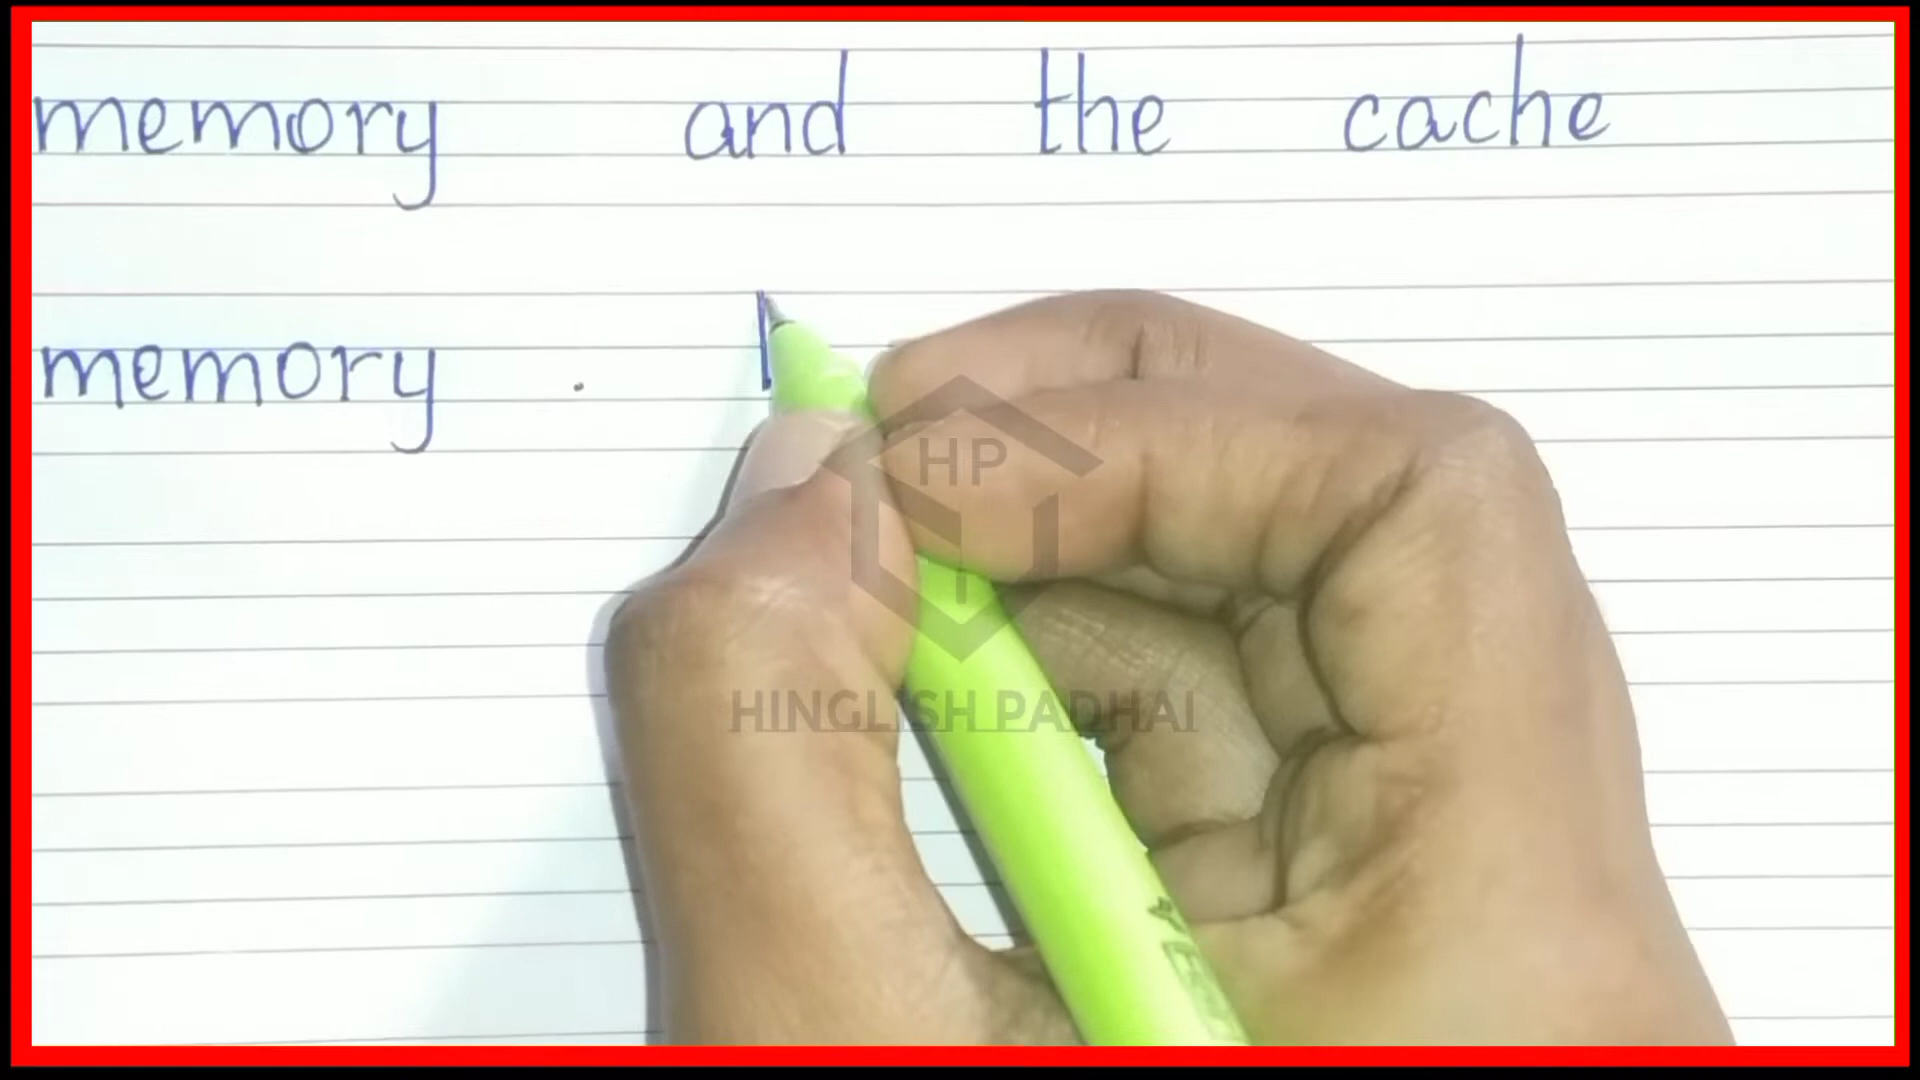 memory and the cache
memory .
HP
HINGLISH PADHAI